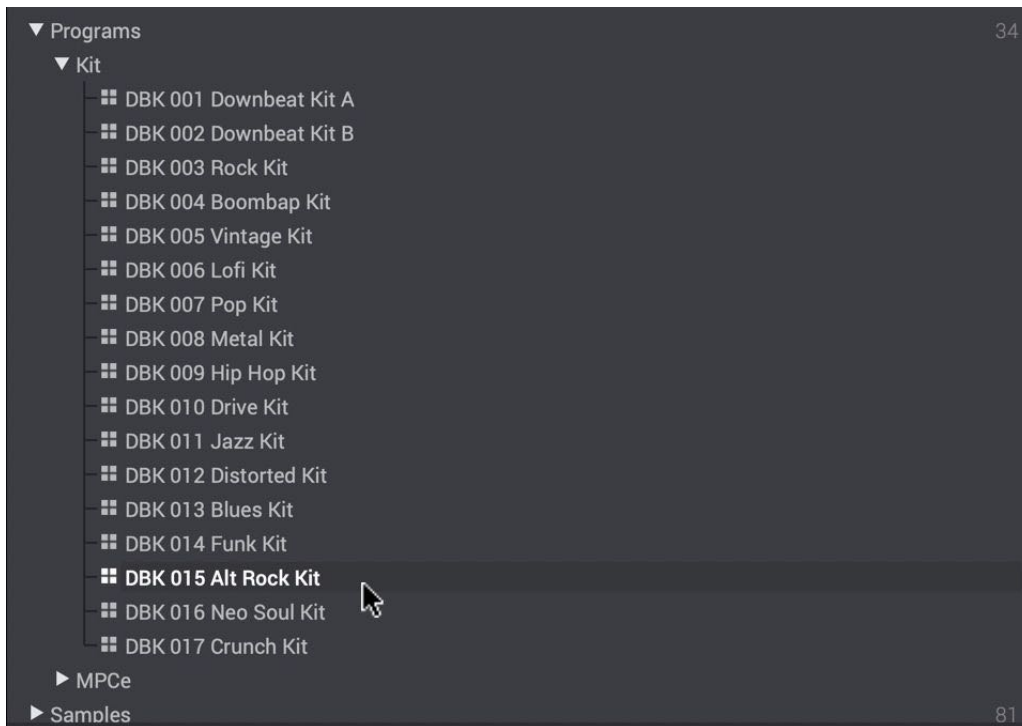 Programs 34
Kit
DBK 001 Downbeat Kit A
DBK 002 Downbeat Kit B
DBK 003 Rock Kit
DBK 004 Boombap Kit
DBK 005 Vintage Kit
DBK 006 Lofi Kit
DBK 007 Pop Kit
DBK 008 Metal Kit
DBK 009 Hip Hop Kit
DBK 010 Drive Kit
DBK 011 Jazz Kit
DBK 012 Distorted Kit
DBK 013 Blues Kit
DBK 014 Funk Kit
DBK 015 Alt Rock Kit
DBK 016 Neo Soul Kit
DBK 017 Crunch Kit
MPCe
Samples 81